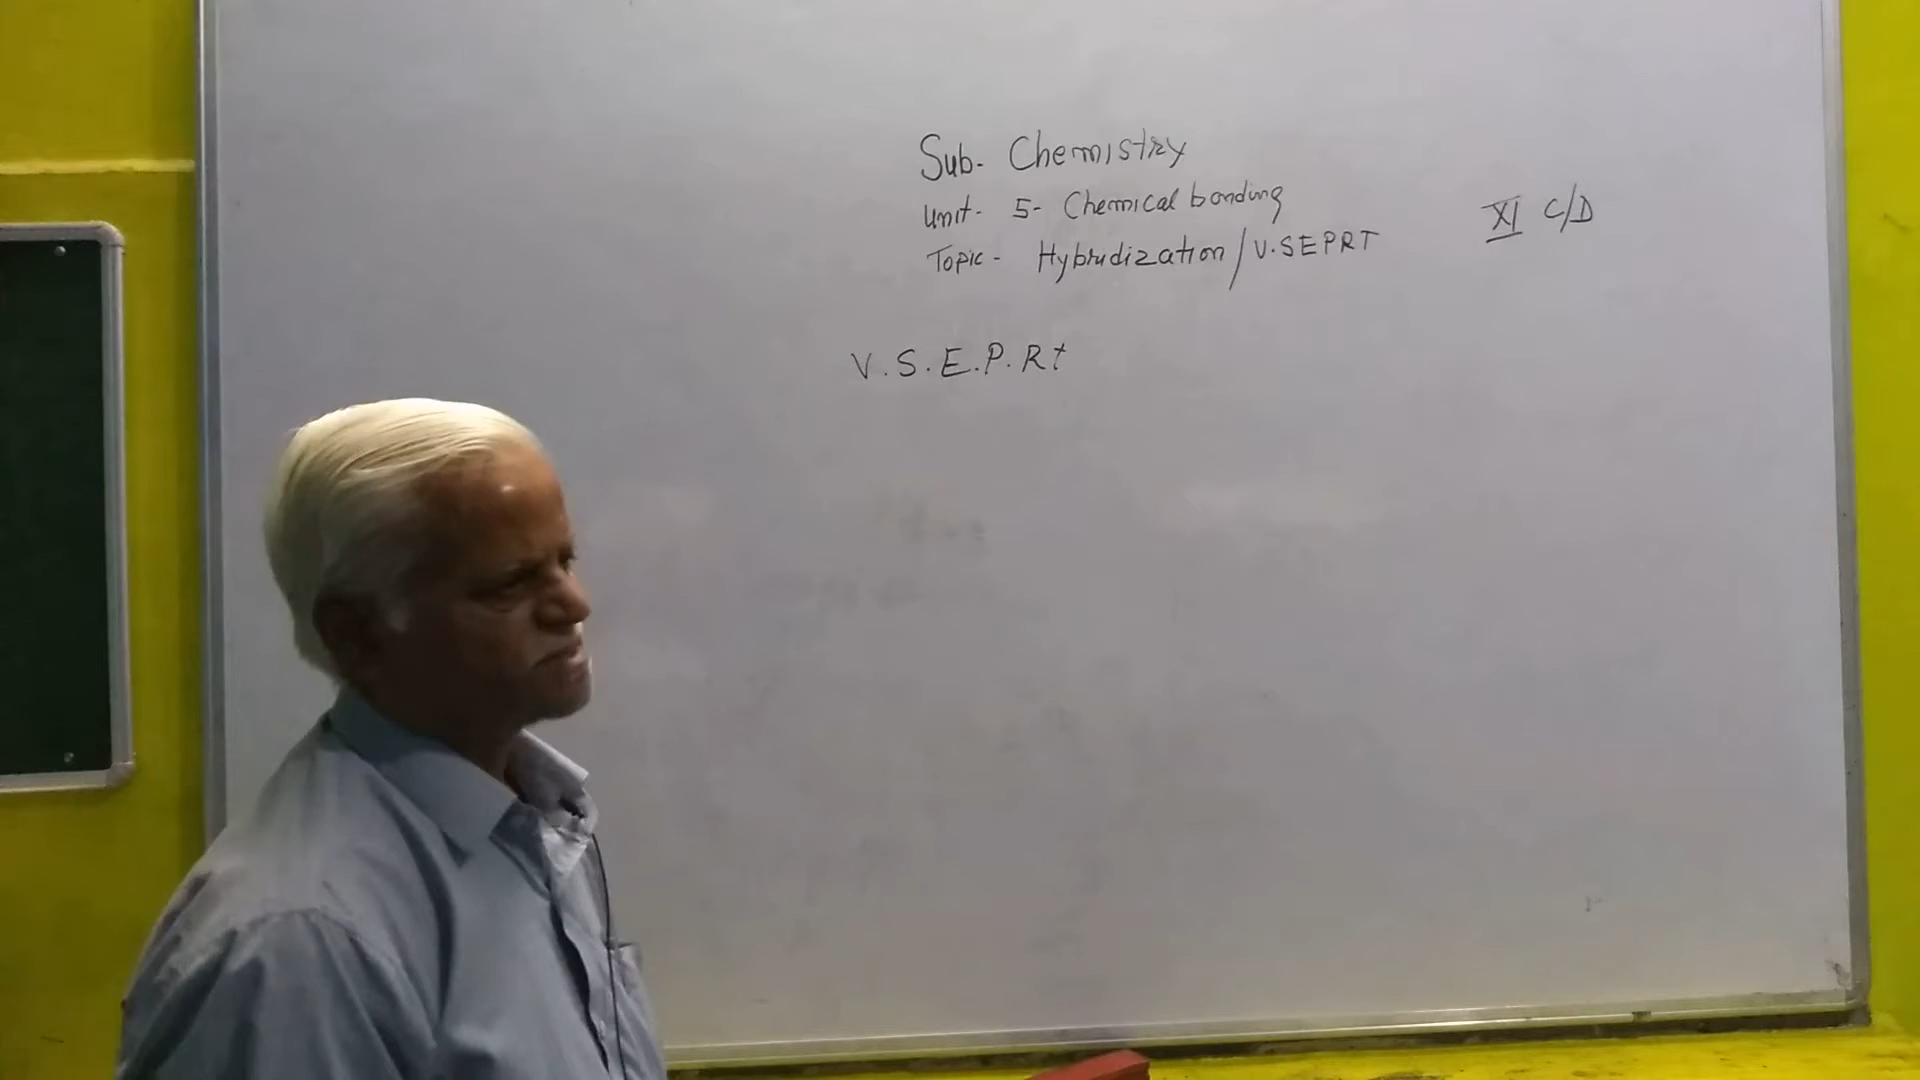 Sub- Chemistry
Unit- 5- Chemical bonding
XI C/D
Topic- Hybridization/V.SEPRT
V.S.E.P.Rt